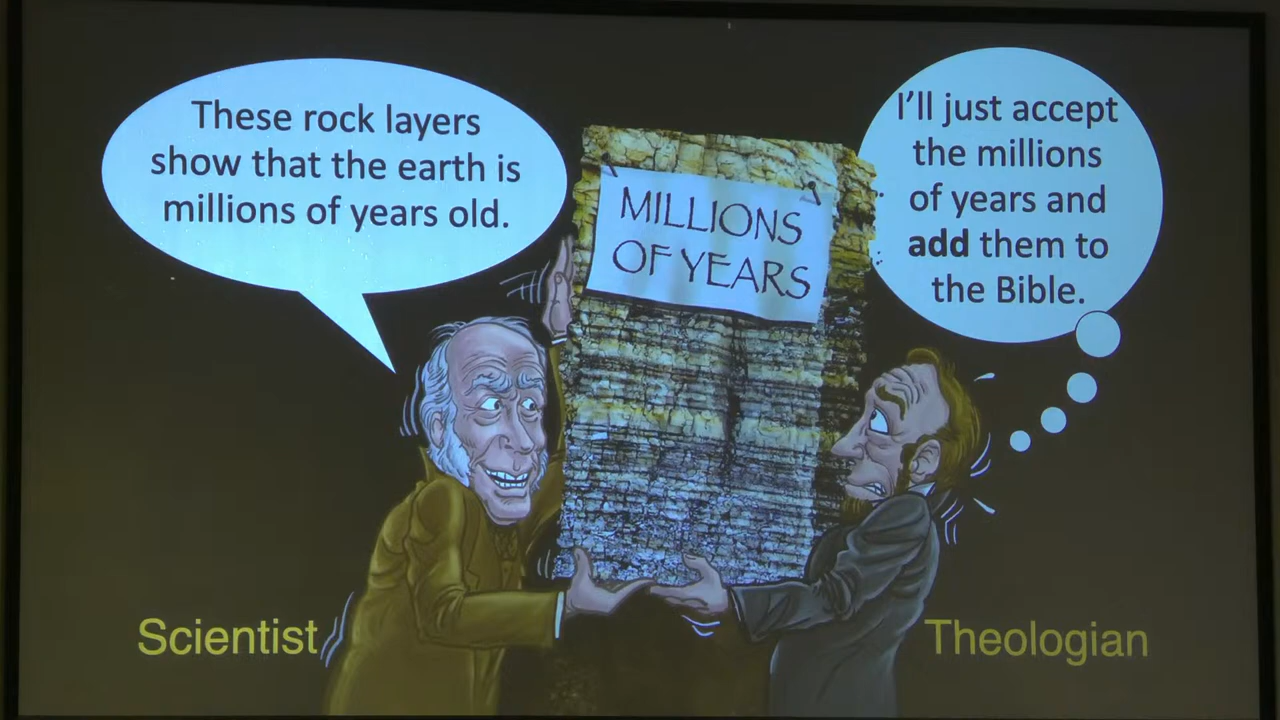 These rock layers
show that the earth is
millions of years old.
MILLIONS
OF YEARS
I'll just accept
the millions
of years and
add them to
the Bible.
Scientist
Theologian